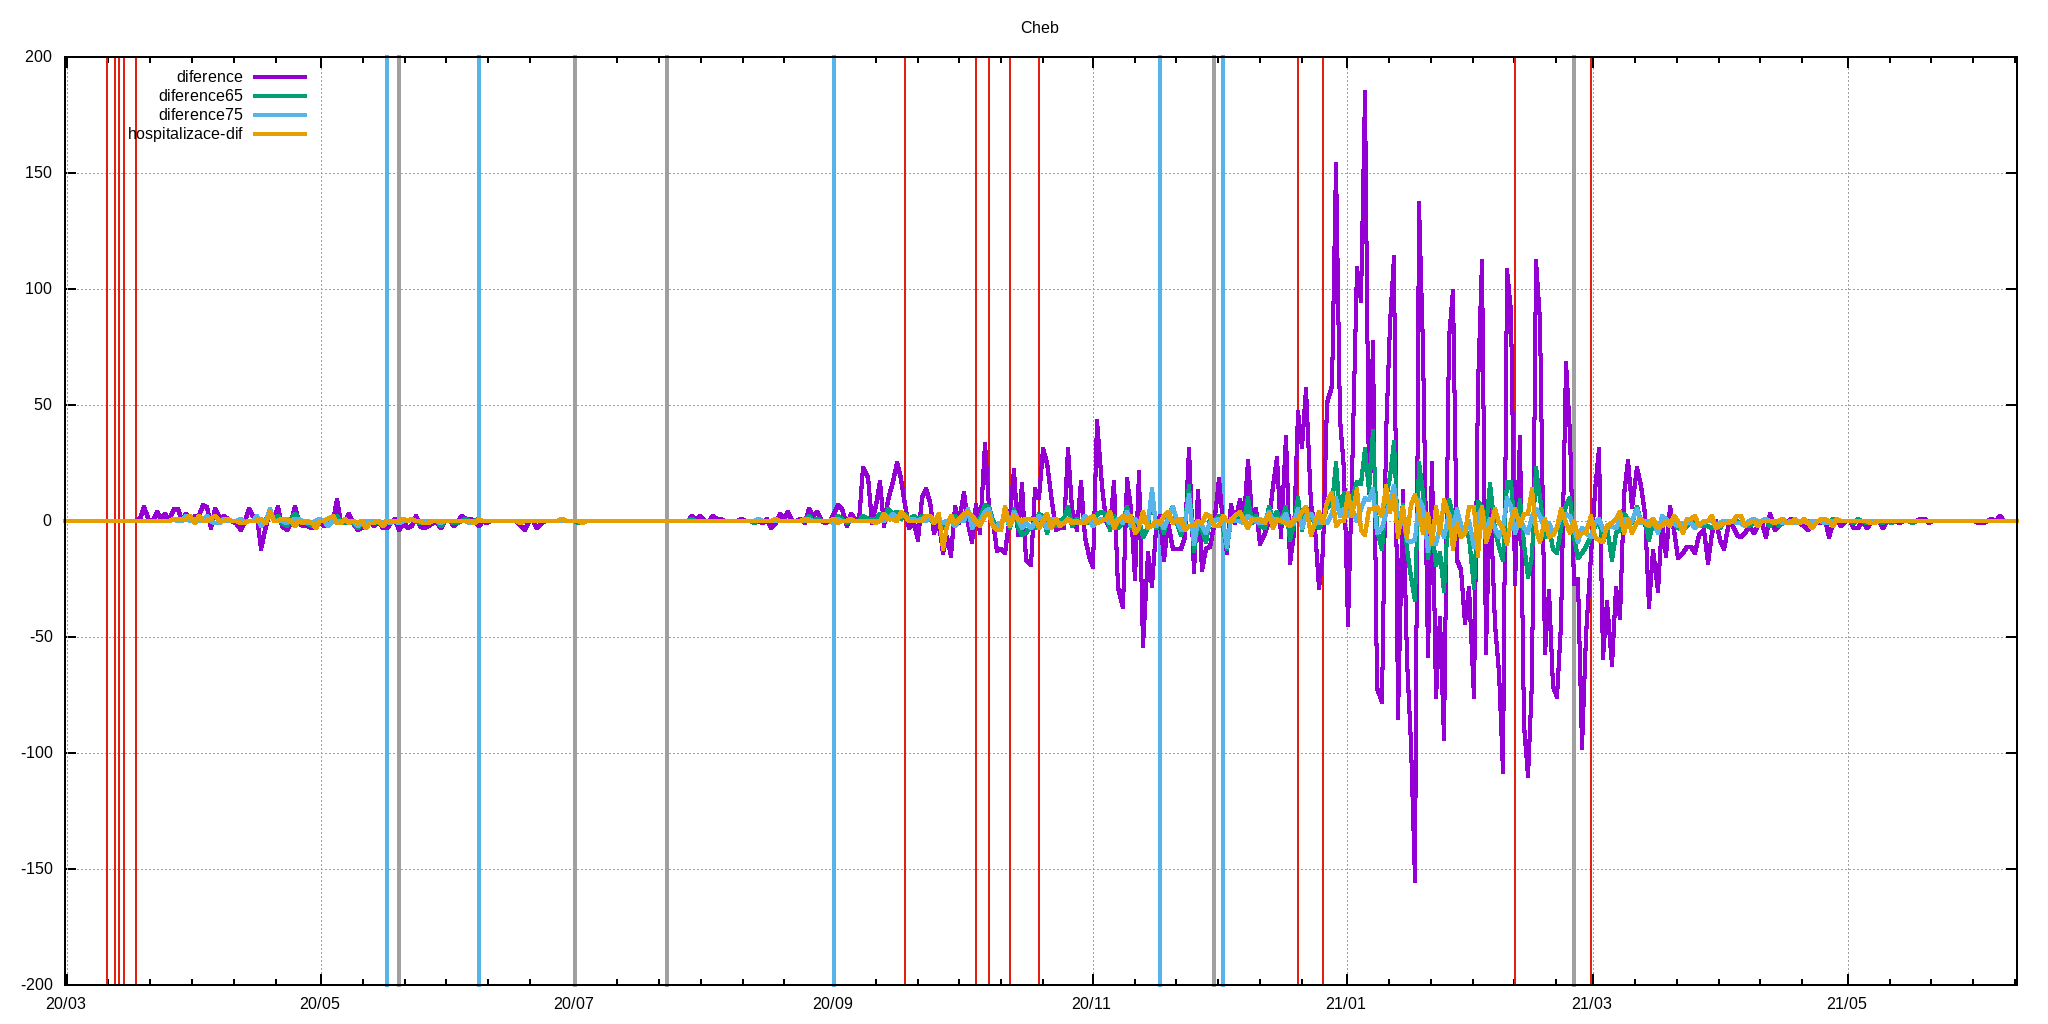 Cheb
200
150
100
50
0
-50
-100
-150
-200
diference
diference65
diference75
hospitalizace-dif
20/03 20/05 20/07 20/09 20/11 21/01 21/03 21/05